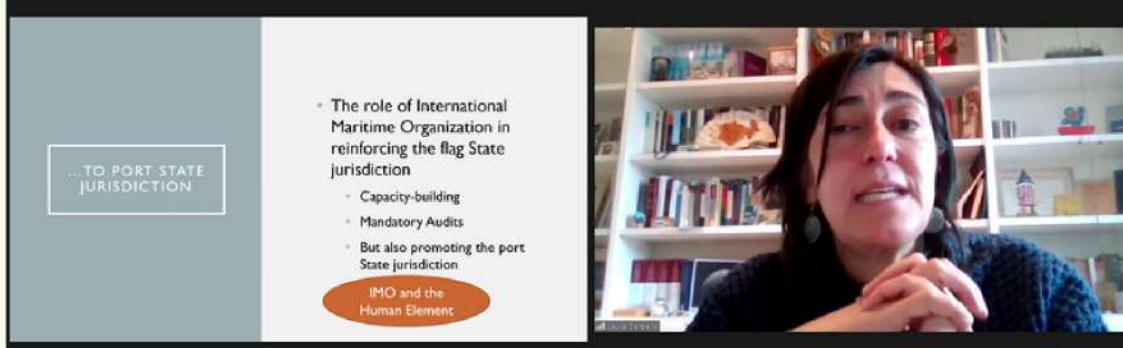 ...TO PORT STATE
JURISDICTION
The role of International
Maritime Organization in
reinforcing the flag State
jurisdiction
Capacity-building
Mandatory Audits
But also promoting the port
State jurisdiction
IMO and the
Human Element